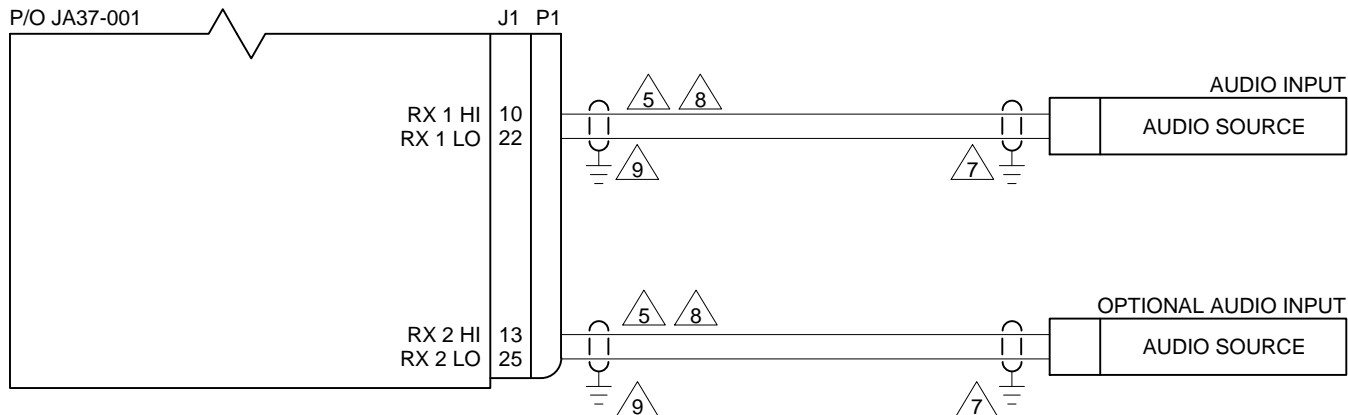 P/O JA37-001 J1 P1
AUDIO INPUT
5 8
RX 1 HI 10
AUDIO SOURCE
RX 1 LO 22
9 7
OPTIONAL AUDIO INPUT
5 8
RX 2 HI 13
AUDIO SOURCE
RX 2 LO 25
9 7